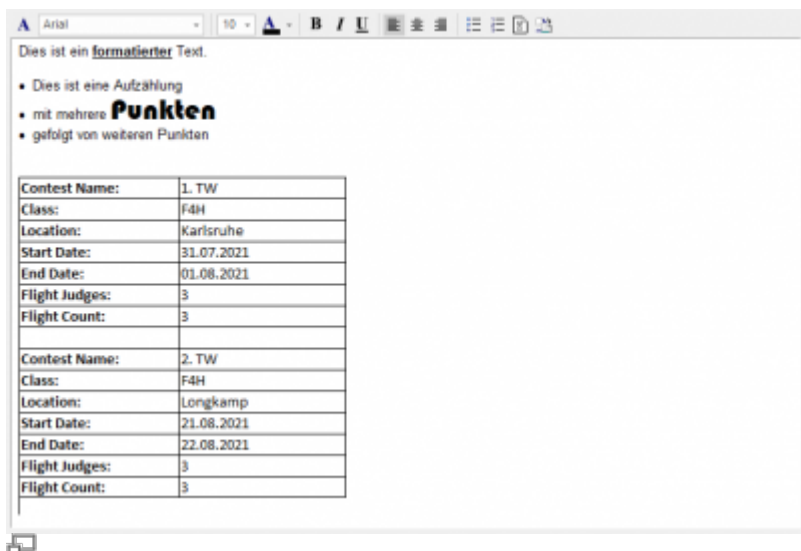 A Arial 10 A B I U
Dies ist ein formatierter Text.
• Dies ist eine Aufzählung
• mit mehrere Punkten
• gefolgt von weiteren Punkten
Contest Name: 1. TW
Class: F4H
Location: Karlsruhe
Start Date: 31.07.2021
End Date: 01.08.2021
Flight Judges: 3
Flight Count: 3
Contest Name: 2. TW
Class: F4H
Location: Longkamp
Start Date: 21.08.2021
End Date: 22.08.2021
Flight Judges: 3
Flight Count: 3